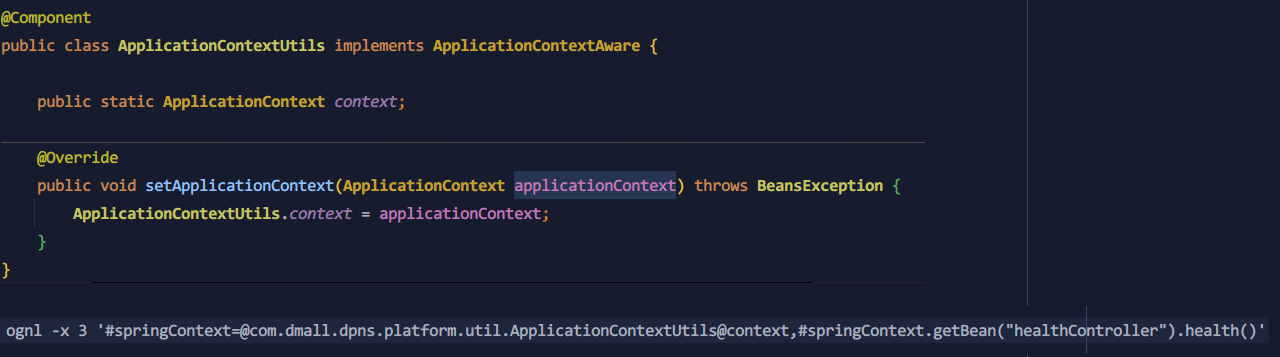 @Component
public class ApplicationContextUtils implements ApplicationContextAware {
public static ApplicationContext context;
@Override
public void setApplicationContext(ApplicationContext applicationContext) throws BeansException {
ApplicationContextUtils.context = applicationContext;
}
}
ognl -x 3 '#springContext=@com.dmall.dpns.platform.util.ApplicationContextUtils@context,#springContext.getBean("healthController").health()'